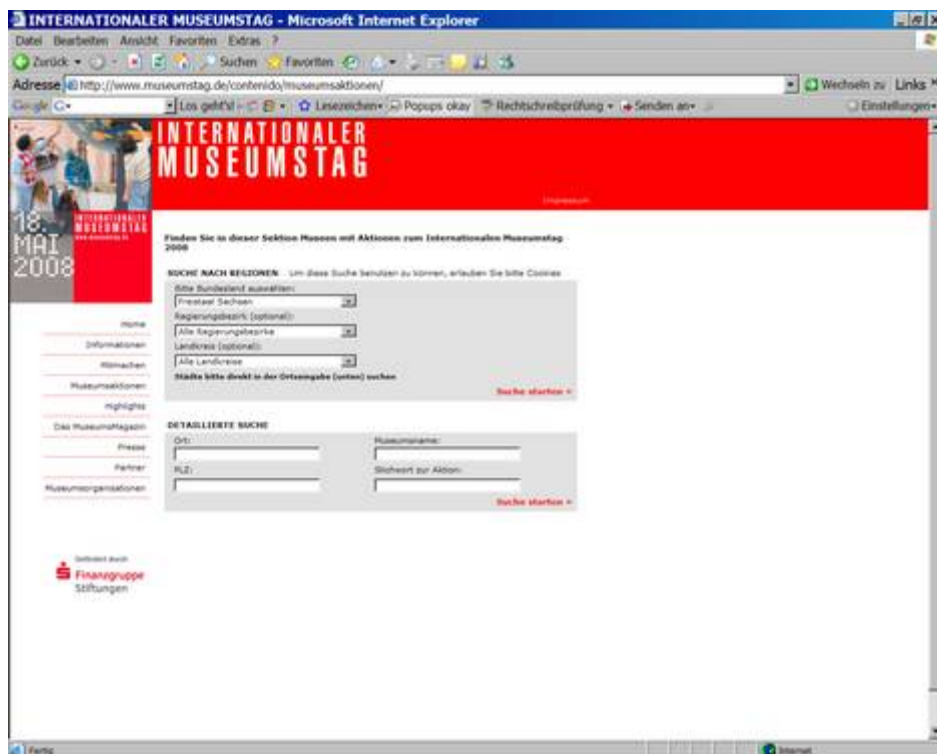 INTERNATIONALER MUSEUMSTAG - Microsoft Internet Explorer
Datei Bearbeiten Ansicht Favoriten Extras ?
Zurück Suchen Favoriten
Adresse http://www.museumstag.de/contenido/museumsaktionen/ Wechseln zu Links
Google G Los geht's! Lesezeichen Popups okay Rechtschreibprüfung Senden an Einstellungen
INTERNATIONALER
MUSEUMSTAG
Impressum
18.
MAI
2008
INTERNATIONALER
MUSEUMSTAG
Finden Sie in dieser Sektion Museen mit Aktionen zum Internationalen Museumstag
2008
SUCHE NACH REGIONEN Um diese Suche benutzen zu können, erlauben Sie bitte Cookies
Bitte Bundesland auswählen:
Freistaat Sachsen
Regierungsbezirk (optional):
Alle Regierungsbezirke
Landkreis (optional):
Alle Landkreise
Städte bitte direkt in der Ortseingabe (unten) suchen
Suche starten »
Home
Informationen
Mitmachen
Museumsaktionen
Highlights
Das MuseumsMagazin
Presse
Partner
Museumsorganisationen
DETAILLIERTE SUCHE
Ort: Museumsname:
PLZ: Stichwort zur Aktion:
Suche starten »
Gefördert durch
Finanzgruppe
Stiftungen
Fertig Internet